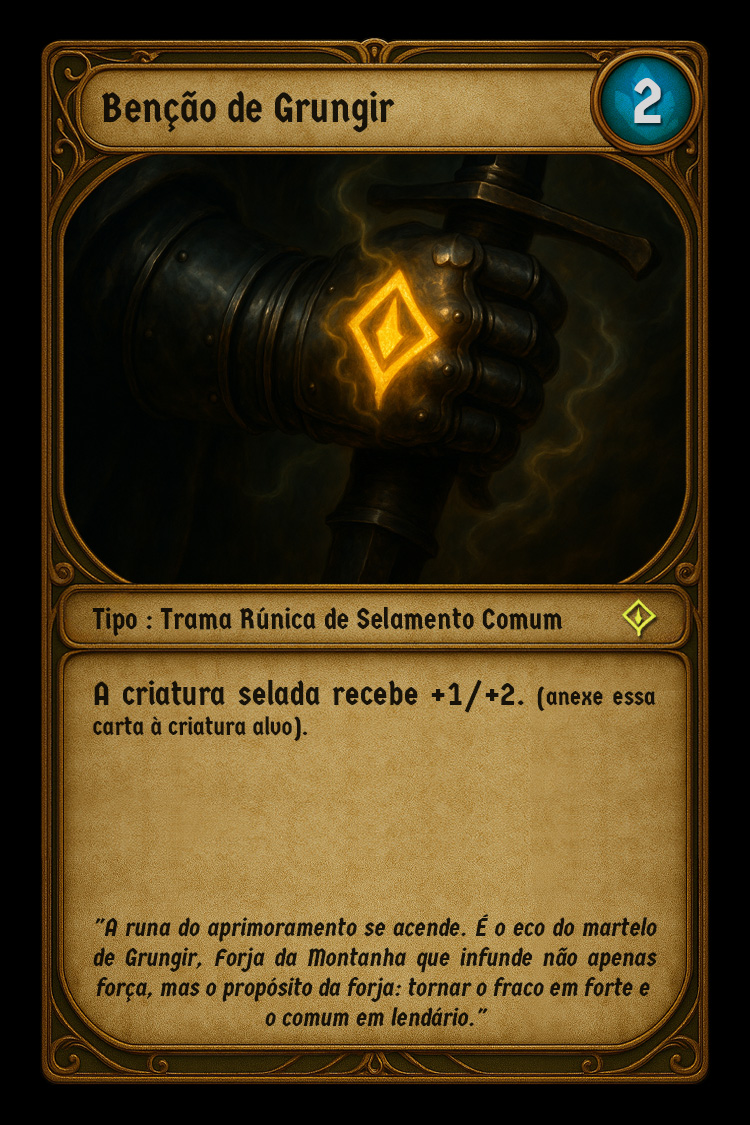 Benção de Grungir
2
Tipo : Trama Rúnica de Selamento Comum
A criatura selada recebe +1/+2. (anexe essa
carta à criatura alvo).
"A runa do aprimoramento se acende. É o eco do martelo
de Grungir, Forja da Montanha que infunde não apenas
força, mas o propósito da forja: tornar o fraco em forte e
o comum em lendário."